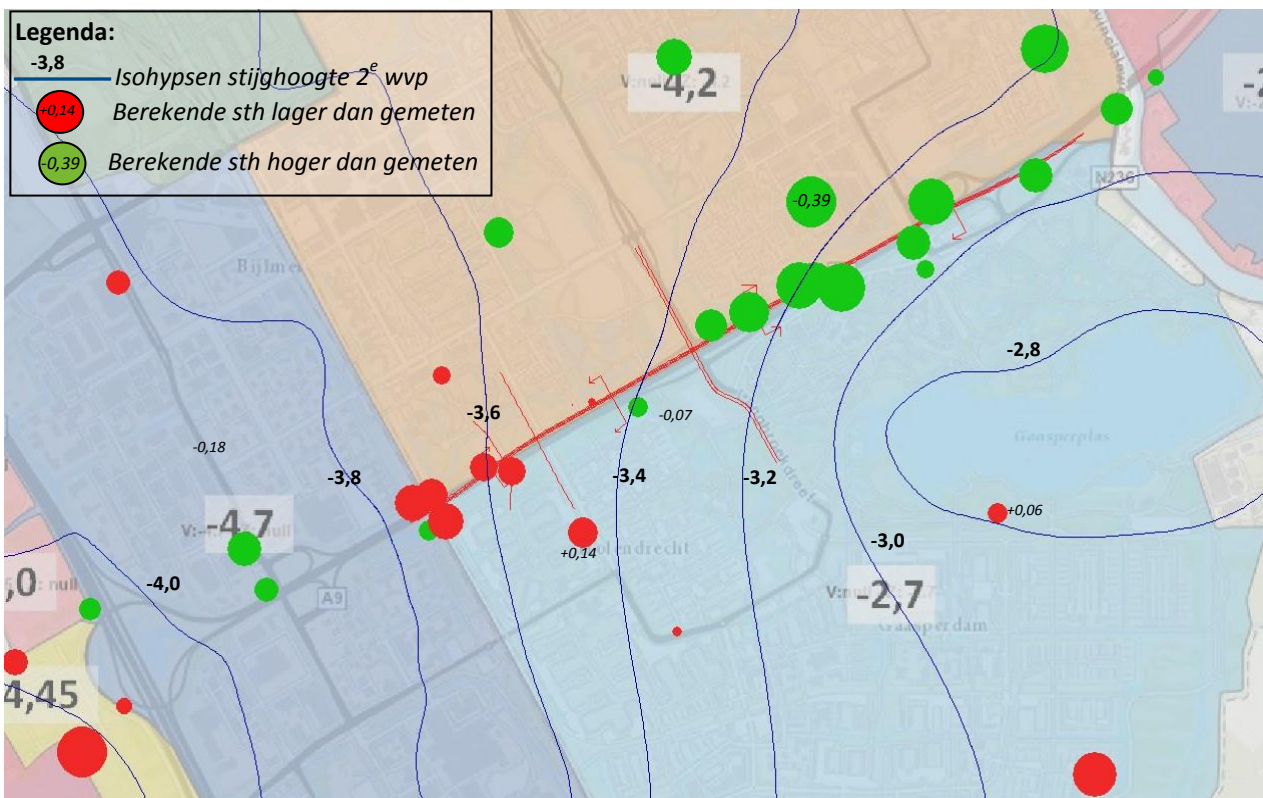 Legenda:
-3,8
Isohypsen stijghoogte 2e wvp
+0,14
Berekende sth lager dan gemeten
-0,39
Berekende sth hoger dan gemeten
-4,2
-2
N236
-0,39
Bijlmer
-2,8
-3,6
-0,07
Gaasperplas
-0,18
-3,8
-3,4
-3,2
+0,06
-4,7
+0,14
-3,0
-4,0
,0
null
A9
-2,7
Gaasperdam
4,45